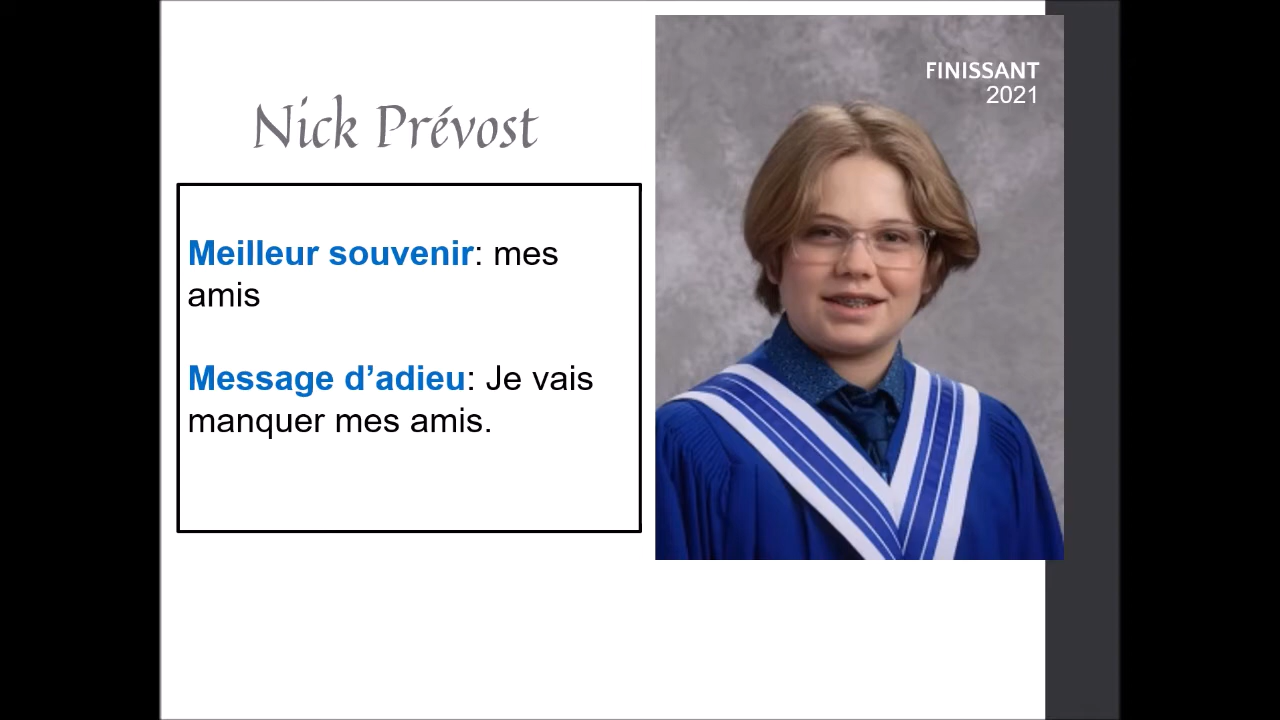 Nick Prévost
Meilleur souvenir: mes
amis
Message d’adieu: Je vais
manquer mes amis.
FINISSANT
2021